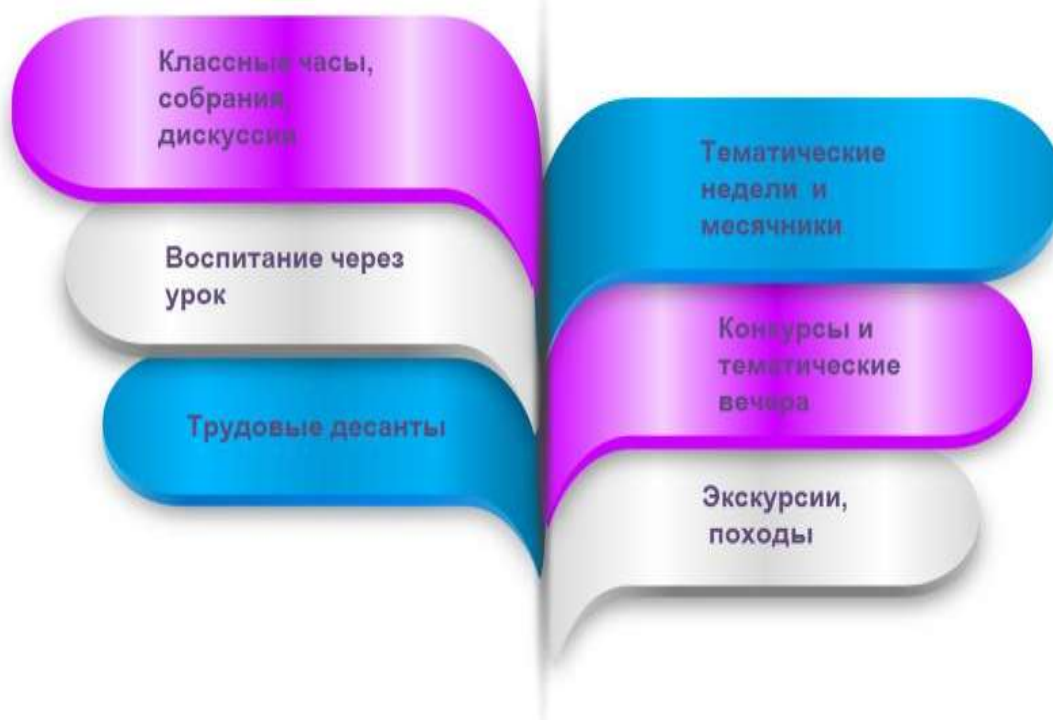 Классные часы,
собрания,
дискуссии
Воспитание через
урок
Трудовые десанты
Тематические
недели и
месячники
Конкурсы и
тематические
вечера
Экскурсии,
походы